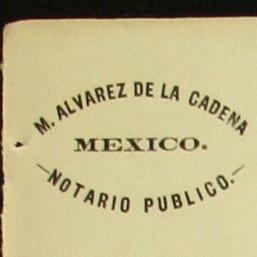 M. ALVAREZ DE LA CADENA
MEXICO.
NOTARIO PUBLICO.